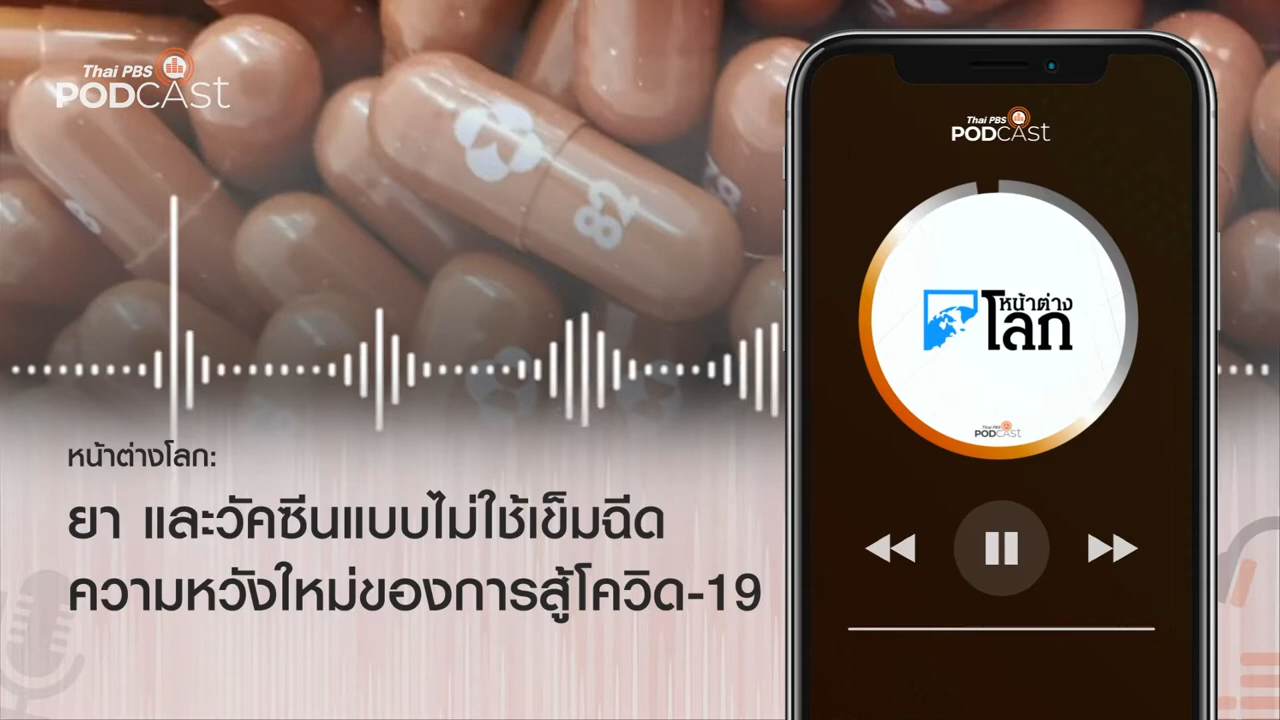 Thai PBS
PODCAST
82
หน้าต่างโลก:
ยา และวัคซีนแบบไม่ใช้เข็มฉีด
ความหวังใหม่ของการสู้โควิด-19
Thai PBS
PODCAST
หน้าต่าง
โลก
Thai PBS
PODCAST